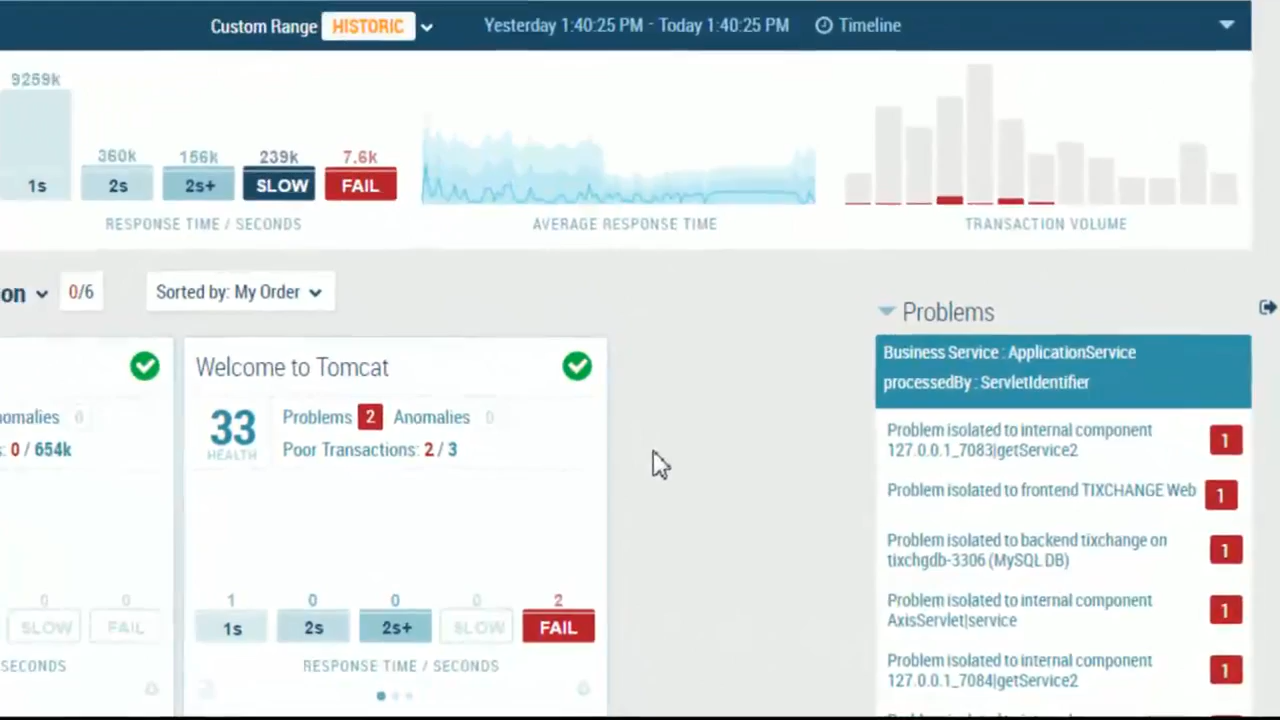 Custom Range HISTORIC Yesterday 1:40:25 PM - Today 1:40:25 PM Timeline
9259k
360k 156k 239k 7.6k
1s 2s 2s+ SLOW FAIL
RESPONSE TIME / SECONDS AVERAGE RESPONSE TIME TRANSACTION VOLUME
on 0/6 Sorted by: My Order
Problems
Business Service : ApplicationService
processedBy : ServletIdentifier
Problem isolated to internal component
127.0.0.1_7083|getService2
1
Problem isolated to frontend TIXCHANGE Web 1
Problem isolated to backend tixchange on
tixchgdb-3306 (MySQL DB)
1
Problem isolated to internal component
AxisServlet|service
1
Problem isolated to internal component
127.0.0.1_7084|getService2
1
nomalies 0
s: 0 / 654k
0 0
SLOW FAIL
SECONDS
Welcome to Tomcat
33
HEALTH
Problems 2 Anomalies 0
Poor Transactions: 2 / 3
1 0 0 0 2
1s 2s 2s+ SLOW FAIL
RESPONSE TIME / SECONDS